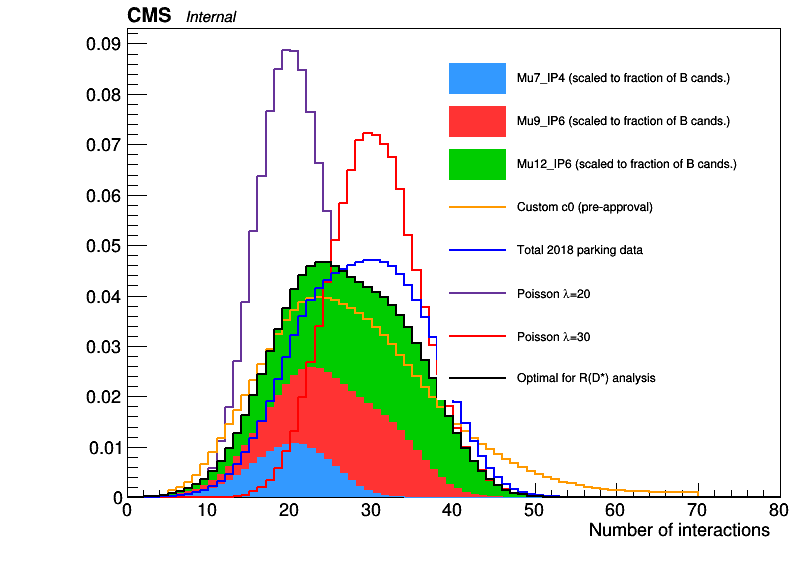 CMS Internal
0.09
0.08
0.07
0.06
0.05
0.04
0.03
0.02
0.01
0
Mu7_IP4 (scaled to fraction of B cands.)
Mu9_IP6 (scaled to fraction of B cands.)
Mu12_IP6 (scaled to fraction of B cands.)
Custom c0 (pre-approval)
Total 2018 parking data
Poisson λ=20
Poisson λ=30
Optimal for R(D*) analysis
0 10 20 30 40 50 60 70 80
Number of interactions